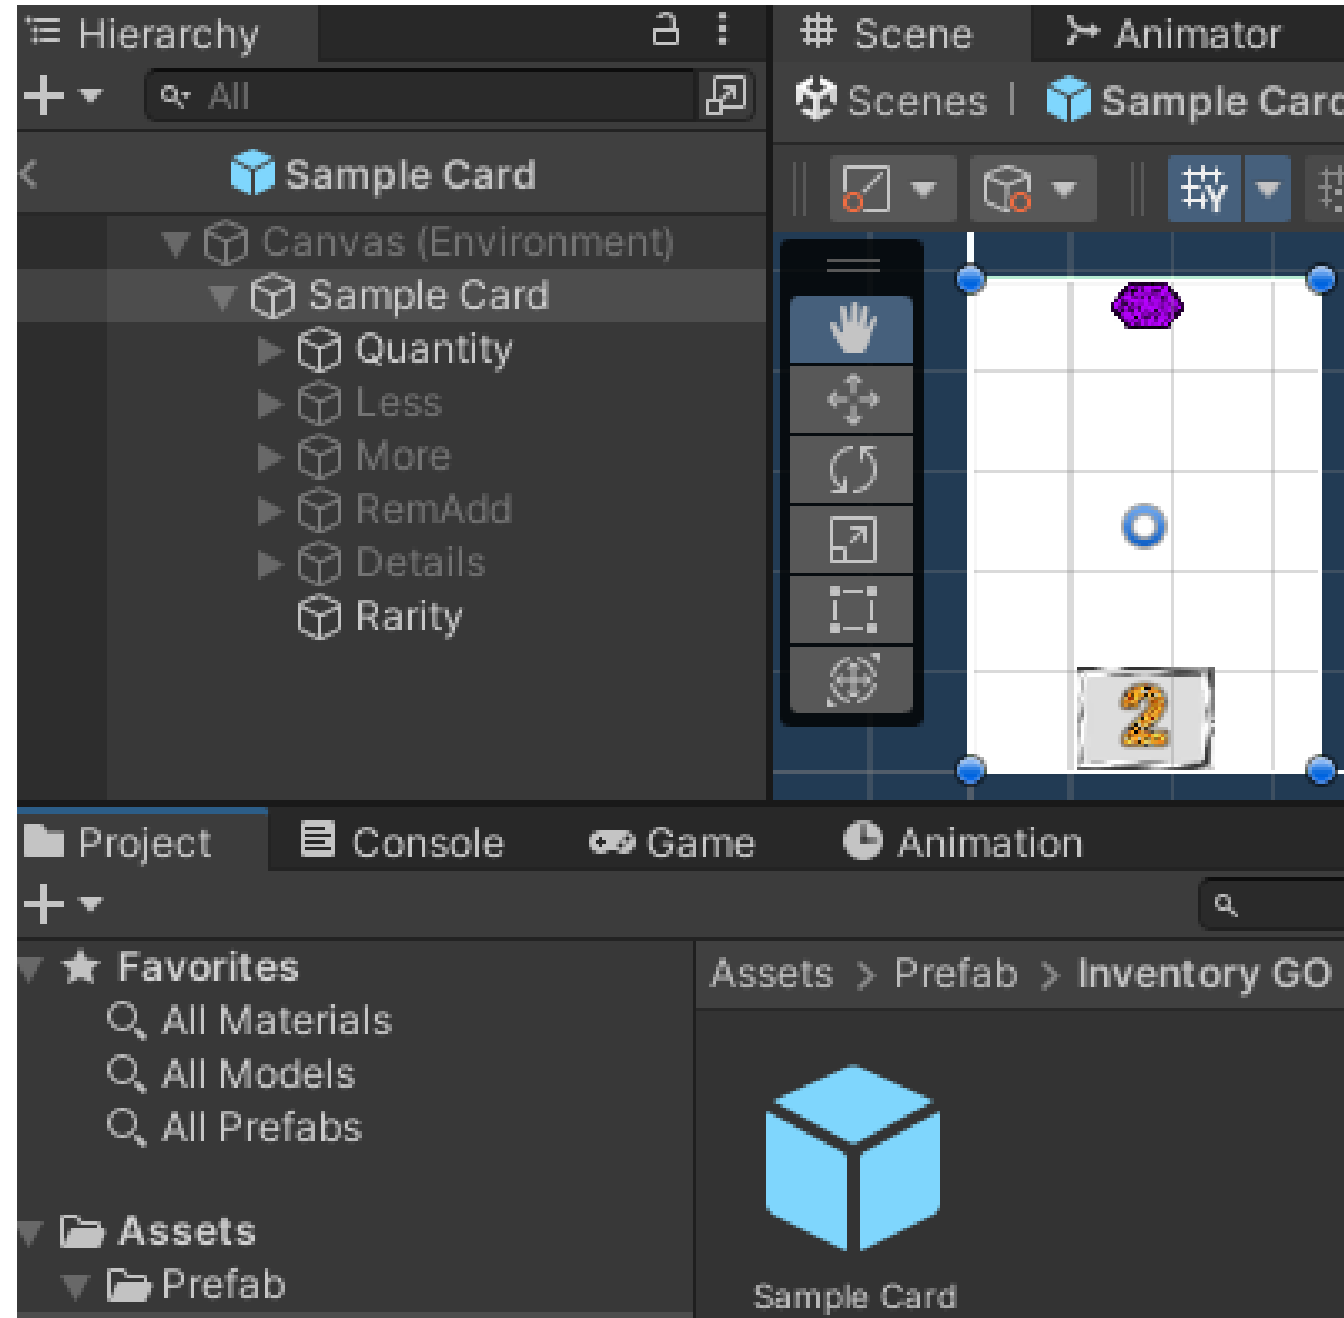 Hierarchy
All
Sample Card
Canvas (Environment)
Sample Card
Quantity
Less
More
RemAdd
Details
Rarity
Scene
Animator
Scenes
Sample Card
Y
2
Project
Console
Game
Animation
Favorites
All Materials
All Models
All Prefabs
Assets
Prefab
Assets > Prefab > Inventory GO
Sample Card